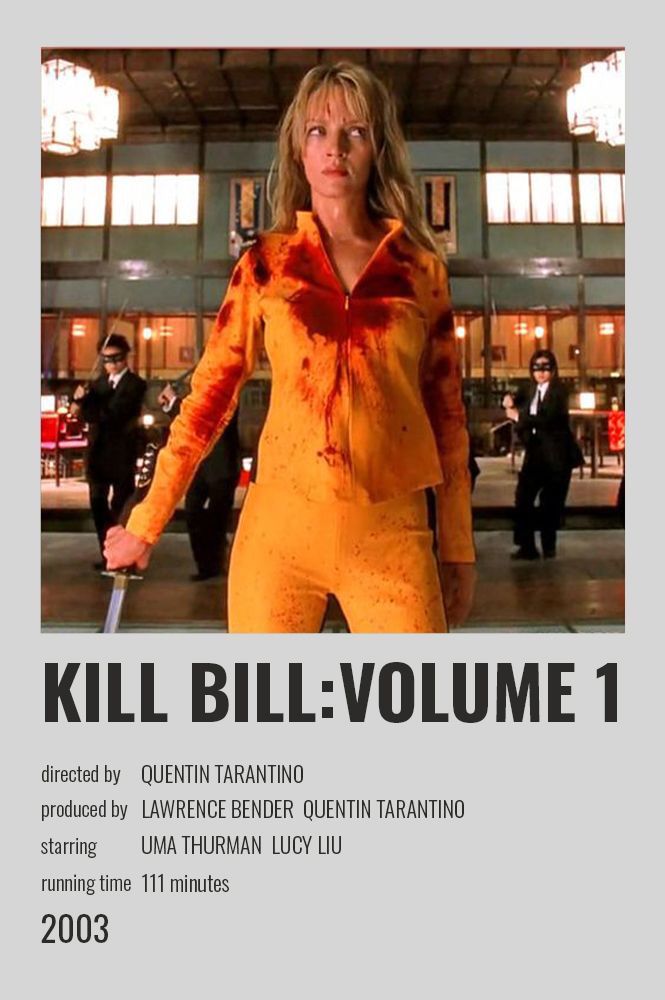 KILL BILL:VOLUME 1
directed by QUENTIN TARANTINO
produced by LAWRENCE BENDER QUENTIN TARANTINO
starring UMA THURMAN LUCY LIU
running time 111 minutes
2003